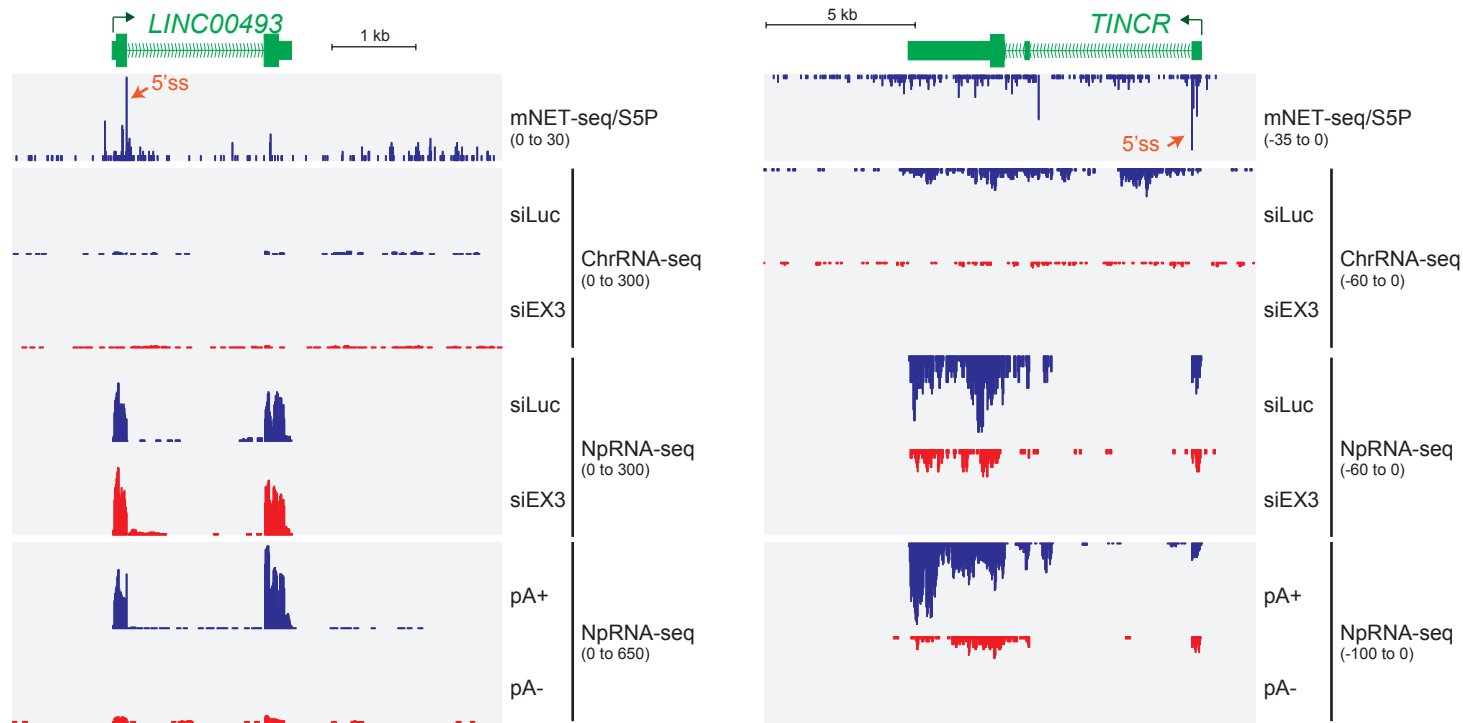 LINC00493
1 kb
5'ss
mNET-seq/S5P
(0 to 30)
siLuc
ChrRNA-seq
(0 to 300)
siEX3
siLuc
NpRNA-seq
(0 to 300)
siEX3
pA+
NpRNA-seq
(0 to 650)
pA-
5 kb
TINCR
mNET-seq/S5P
(-35 to 0)
5'ss
siLuc
ChrRNA-seq
(-60 to 0)
siEX3
siLuc
NpRNA-seq
(-60 to 0)
siEX3
pA+
NpRNA-seq
(-100 to 0)
pA-